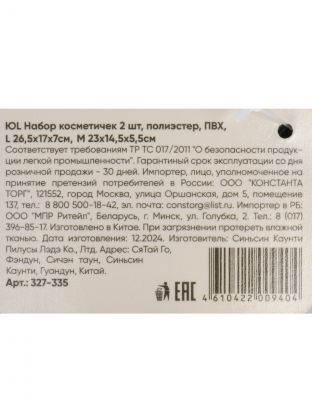 ЮL Набор косметичек 2 шт, полиэстер, ПВХ,
L 26,5х17х7см, M 23х14,5х5,5см
Соответствует требованиям ТР ТС 017/2011 "О безопасности продук-
ции легкой промышленности". Гарантиный срок эксплуатации со дня
розничной продажи - 30 дней. Импортер, лицо, уполномоченное на
принятие претензий потребителей в России: ООО "КОНСТАНТА
ТОРГ", 121552, город Москва, улица Оршанская, дом 5, помещение
137, тел.: 8 800 500-18-42, эл. почта: constorg@list.ru. Импортер в РБ:
ООО "МПР Ритейл", Беларусь, г. Минск, ул. Голубка, 2. Тел. 8 (017)
396-85-17. Изготовлено в Китае. При загрязнении протереть влажной
тканью. Дата изготовления: 12.2024. Изготовитель: Синьсин Каунти
Пилусы Лэдэ Ко., Лтд. Адрес: СяТай Го,
Фэндун, Сичэн таун, Синьсин
Каунти, Гуандун, Китай.
Арт.: 327-335
EAC
4 610422 009404